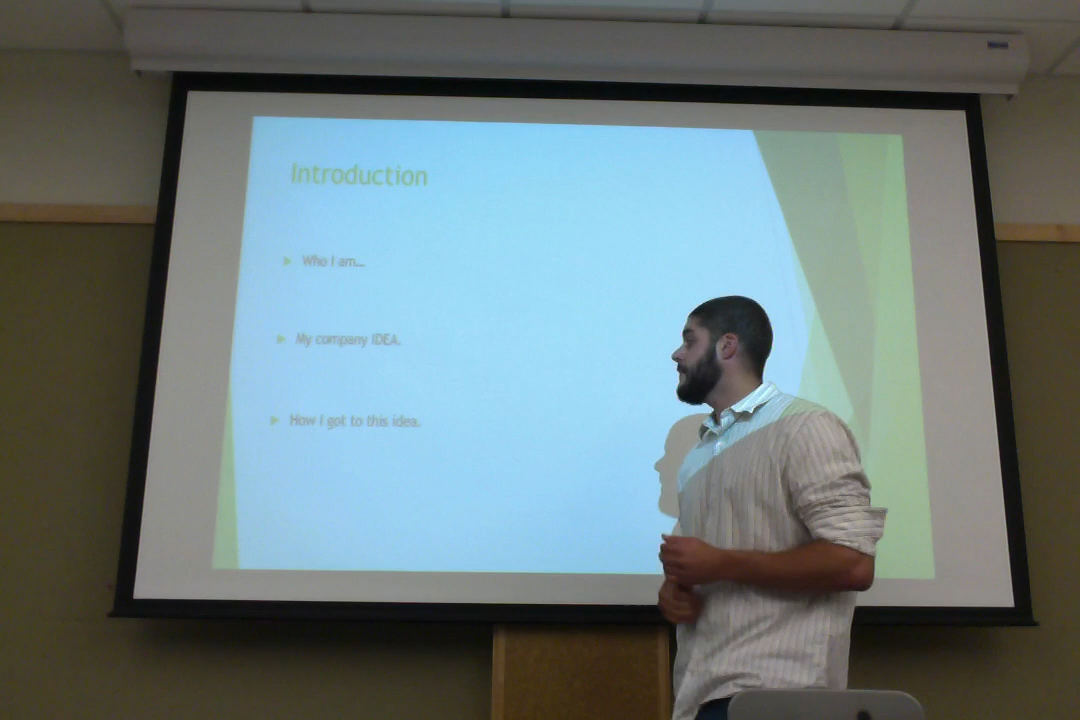 Introduction
Who I am...
My company IDEA.
How I got to this idea.